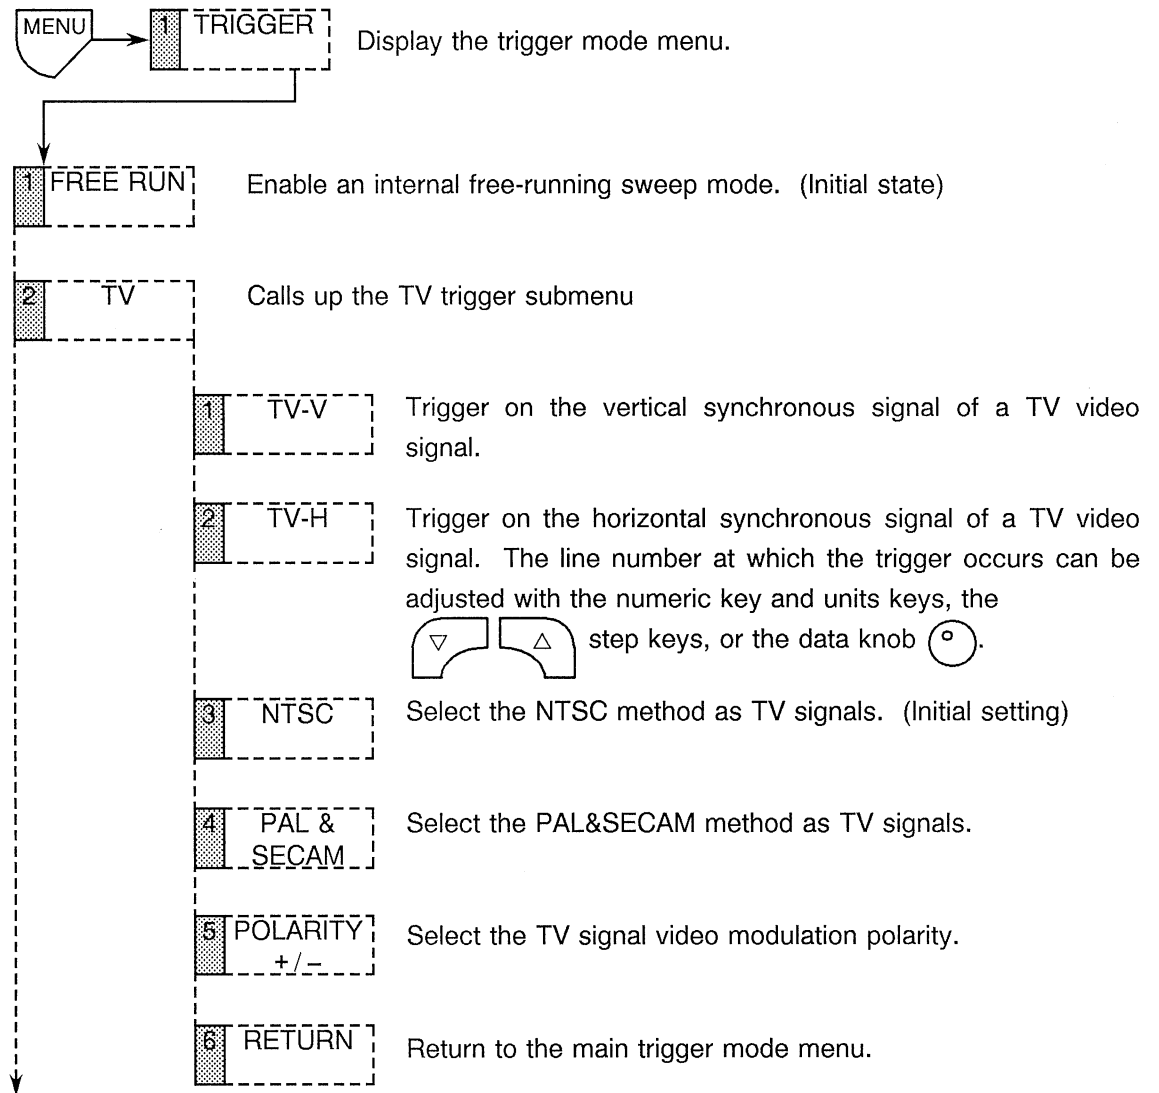 MENU
1 TRIGGER
Display the trigger mode menu.
1 FREE RUN
Enable an internal free-running sweep mode. (Initial state)
2 TV
Calls up the TV trigger submenu
1 TV-V
Trigger on the vertical synchronous signal of a TV video
signal.
2 TV-H
Trigger on the horizontal synchronous signal of a TV video
signal. The line number at which the trigger occurs can be
adjusted with the numeric key and units keys, the
▽ △ step keys, or the data knob.
3 NTSC
Select the NTSC method as TV signals. (Initial setting)
4 PAL &
SECAM
Select the PAL&SECAM method as TV signals.
5 POLARITY
+/−
Select the TV signal video modulation polarity.
6 RETURN
Return to the main trigger mode menu.